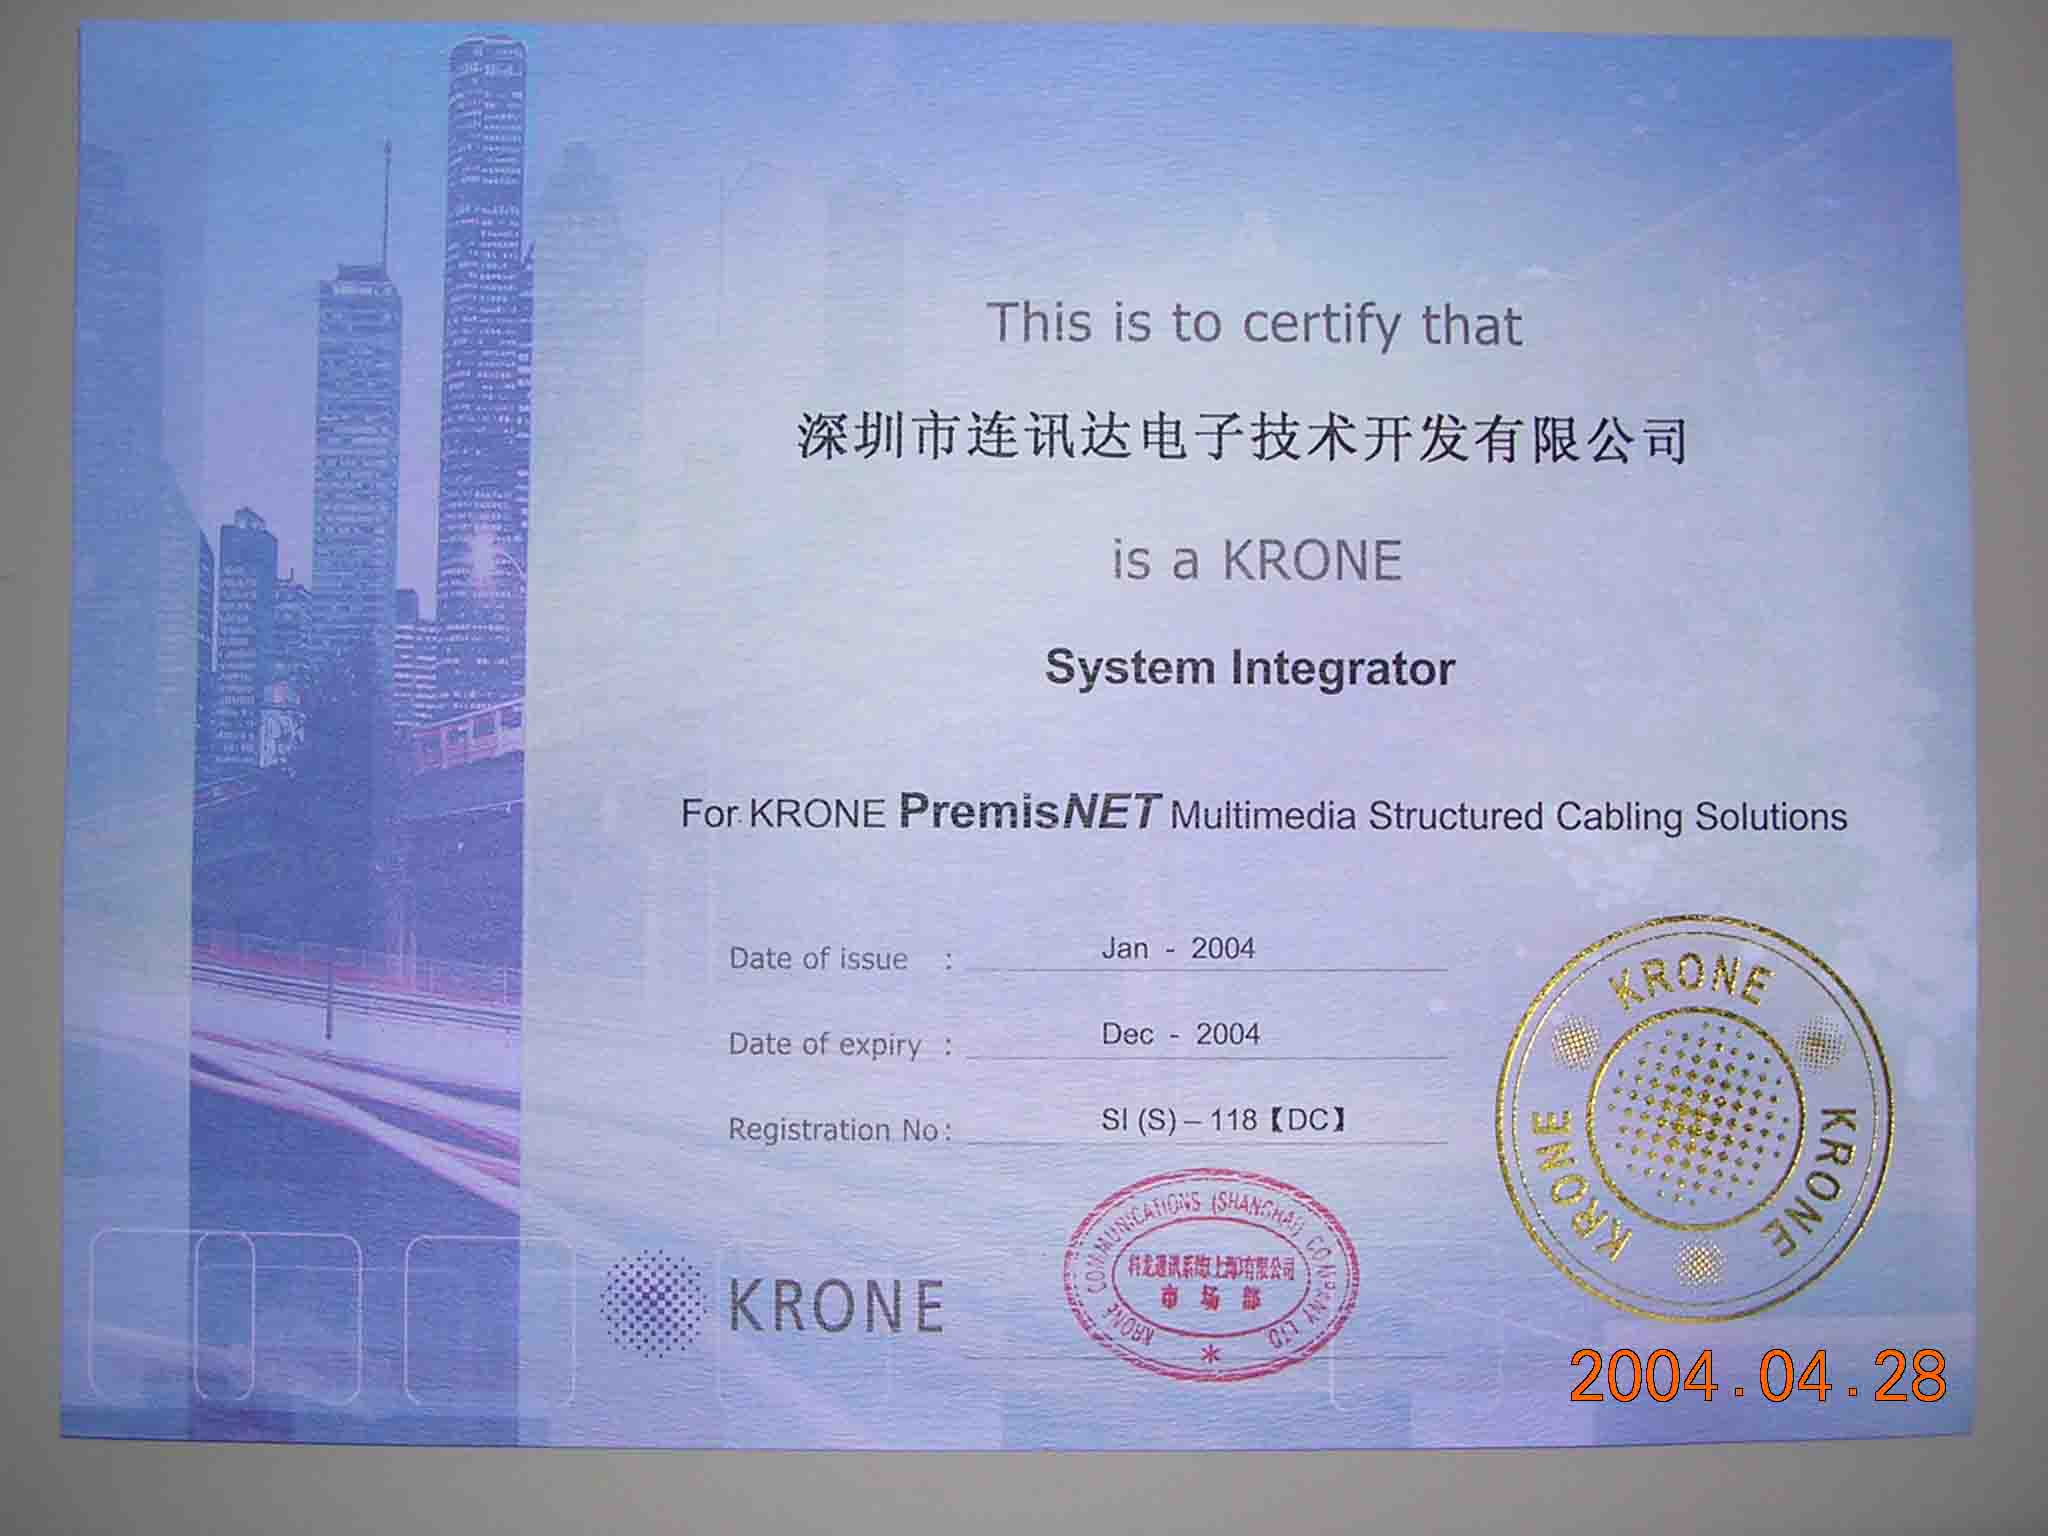 This is to certify that
深圳市连讯达电子技术开发有限公司
is a KRONE
System Integrator
For KRONE PremisNET Multimedia Structured Cabling Solutions
Date of issue : Jan - 2004
Date of expiry : Dec - 2004
Registration No: SI (S) – 118【DC】
KRONE
KRONE
KRONE
KRONE
KRONE COMMUNICATIONS (SHANGHAI) COMPANY LTD.
科龙通讯系统(上海)有限公司
市场部
2004.04.28